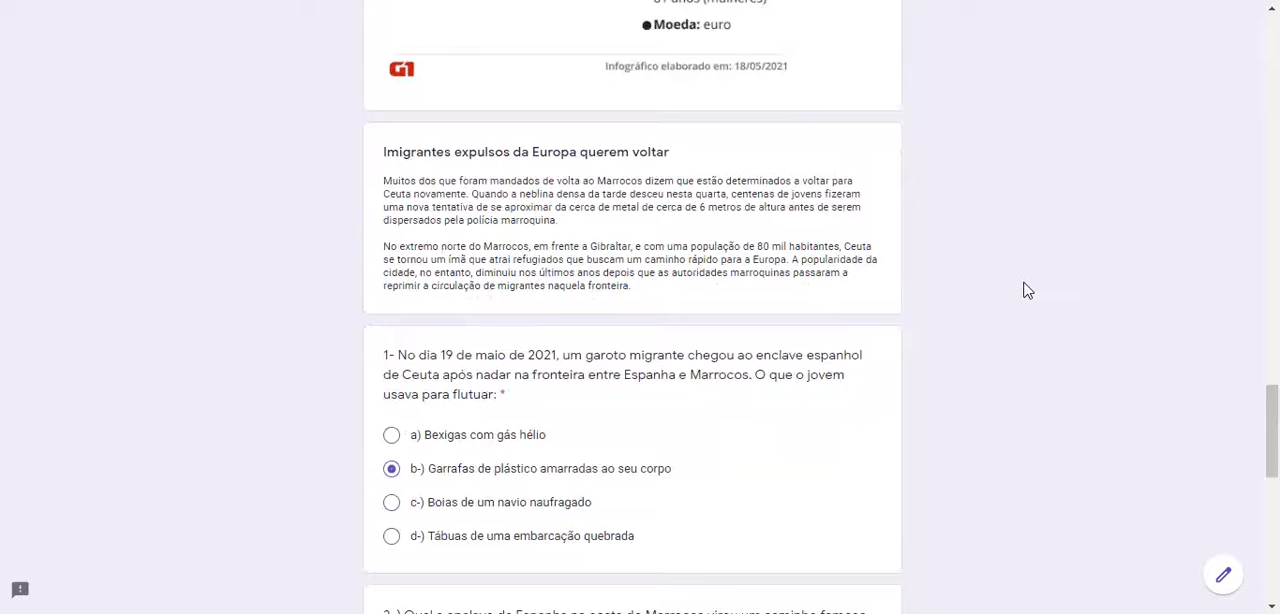 Moeda: euro
G1
Infográfico elaborado em: 18/05/2021
Imigrantes expulsos da Europa querem voltar
Muitos dos que foram mandados de volta ao Marrocos dizem que estão determinados a voltar para
Ceuta novamente. Quando a neblina densa da tarde desceu nesta quarta, centenas de jovens fizeram
uma nova tentativa de se aproximar da cerca de metal de cerca de 6 metros de altura antes de serem
dispersados pela polícia marroquina.
No extremo norte do Marrocos, em frente a Gibraltar, e com uma população de 80 mil habitantes, Ceuta
se tornou um ímã que atrai refugiados que buscam um caminho rápido para a Europa. A popularidade da
cidade, no entanto, diminuiu nos últimos anos depois que as autoridades marroquinas passaram a
reprimir a circulação de migrantes naquela fronteira.
1- No dia 19 de maio de 2021, um garoto migrante chegou ao enclave espanhol
de Ceuta após nadar na fronteira entre Espanha e Marrocos. O que o jovem
usava para flutuar: *
a) Bexigas com gás hélio
b-) Garrafas de plástico amarradas ao seu corpo
c-) Boias de um navio naufragado
d-) Tábuas de uma embarcação quebrada